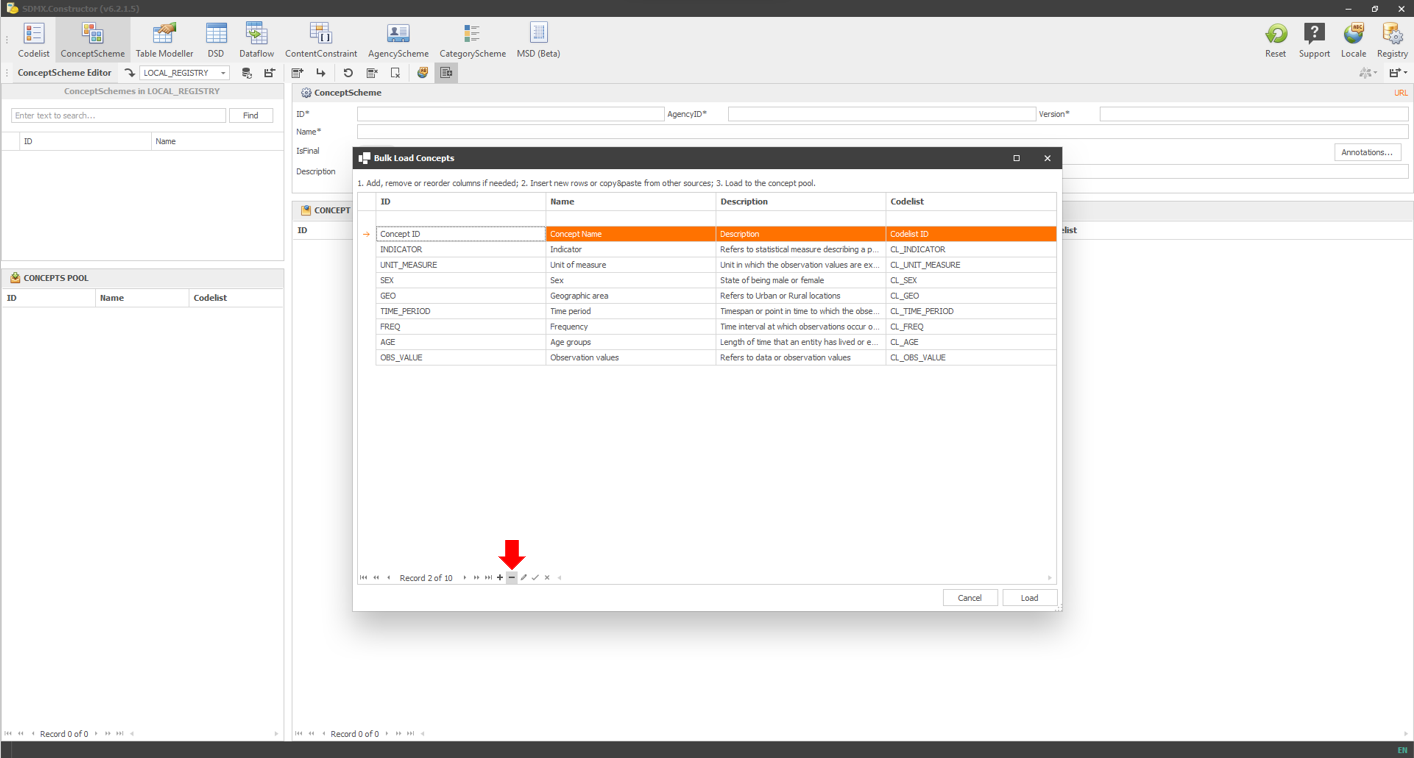 SDMX.Constructor (v6.2.1.5)
Codelist ConceptScheme Table Modeller DSD Dataflow ContentConstraint AgencyScheme CategoryScheme MSD (Beta) Reset Support Locale Registry
ConceptScheme Editor LOCAL_REGISTRY
ConceptSchemes in LOCAL_REGISTRY
Enter text to search... Find
ID Name
CONCEPTS POOL
ID Name Codelist
Record 0 of 0
ConceptScheme URL
ID* AgencyID* Version*
Name*
IsFinal Annotations...
Description
CONCEPT
ID elist
Record 0 of 0
Bulk Load Concepts
1. Add, remove or reorder columns if needed; 2. Insert new rows or copy&paste from other sources; 3. Load to the concept pool.
ID Name Description Codelist
Concept ID Concept Name Description Codelist ID
INDICATOR Indicator Refers to statistical measure describing a p... CL_INDICATOR
UNIT_MEASURE Unit of measure Unit in which the observation values are ex... CL_UNIT_MEASURE
SEX Sex State of being male or female CL_SEX
GEO Geographic area Refers to Urban or Rural locations CL_GEO
TIME_PERIOD Time period Timespan or point in time to which the obse... CL_TIME_PERIOD
FREQ Frequency Time interval at which observations occur o... CL_FREQ
AGE Age groups Length of time that an entity has lived or e... CL_AGE
OBS_VALUE Observation values Refers to data or observation values CL_OBS_VALUE
Record 2 of 10
Cancel Load
EN